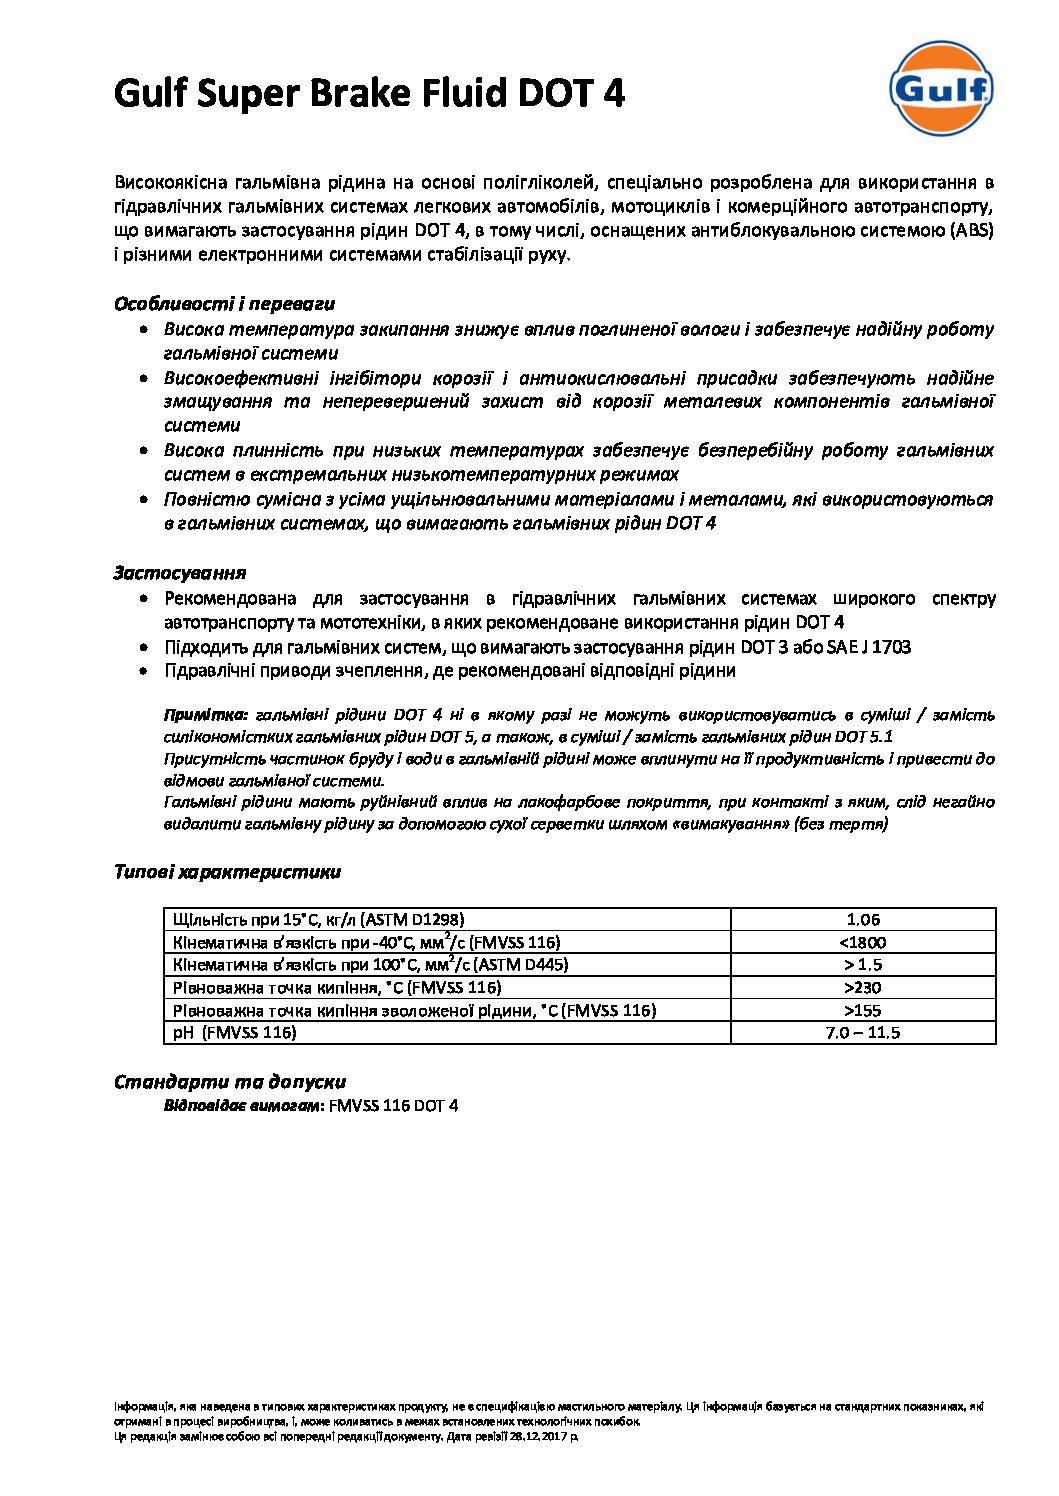 Gulf Super Brake Fluid DOT 4
Gulf
Високоякісна гальмівна рідина на основі полігліколей, спеціально розроблена для використання в
гідравлічних гальмівних системах легкових автомобілів, мотоциклів і комерційного автотранспорту,
що вимагають застосування рідин DOT 4, в тому числі, оснащених антиблокувальною системою (ABS)
і різними електронними системами стабілізації руху.
Особливості і переваги
• Висока температура закипання знижує вплив поглиненої вологи і забезпечує надійну роботу
гальмівної системи
• Високоефективні інгібітори корозії і антиокислювальні присадки забезпечують надійне
змащування та неперевершений захист від корозії металевих компонентів гальмівної
системи
• Висока плинність при низьких температурах забезпечує безперебійну роботу гальмівних
систем в екстремальних низькотемпературних режимах
• Повністю сумісна з усіма ущільнювальними матеріалами і металами, які використовуються
в гальмівних системах, що вимагають гальмівних рідин DOT 4
Застосування
• Рекомендована для застосування в гідравлічних гальмівних системах широкого спектру
автотранспорту та мототехніки, в яких рекомендоване використання рідин DOT 4
• Підходить для гальмівних систем, що вимагають застосування рідин DOT 3 або SAE J 1703
• Гідравлічні приводи зчеплення, де рекомендовані відповідні рідини
Примітка: гальмівні рідини DOT 4 ні в якому разі не можуть використовуватись в суміші / замість
силікономістких гальмівних рідин DOT 5, а також, в суміші / замість гальмівних рідин DOT 5.1
Присутність частинок бруду і води в гальмівній рідині може вплинути на її продуктивність і привести до
відмови гальмівної системи.
Гальмівні рідини мають руйнівний вплив на лакофарбове покриття, при контакті з яким, слід негайно
видалити гальмівну рідину за допомогою сухої серветки шляхом «вимакування» (без тертя)
Типові характеристики
Щільність при 15˚С, кг/л (ASTM D1298) 1.06
Кінематична в’язкість при -40˚С, мм²/с (FMVSS 116) <1800
Кінематична в’язкість при 100˚С, мм²/с (ASTM D445) > 1.5
Рівноважна точка кипіння, ˚С (FMVSS 116) >230
Рівноважна точка кипіння зволоженої рідини, ˚С (FMVSS 116) >155
pH (FMVSS 116) 7.0 – 11.5
Стандарти та допуски
Відповідає вимогам: FMVSS 116 DOT 4
Інформація, яка наведена в типових характеристиках продукту, не є специфікацією мастильного матеріалу. Ця інформація базується на стандартних показниках, які
отримані в процесі виробництва, і, може коливатись в межах встановлених технологічних похибок.
Ця редакція замінює собою всі попередні редакції документу. Дата ревізії 28.12.2017 р.